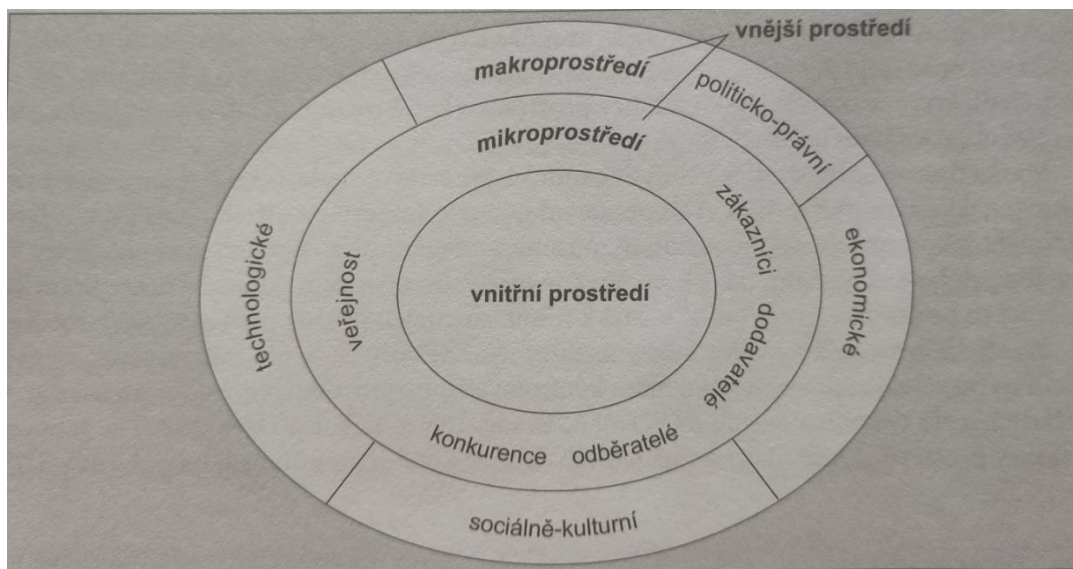 vnější prostředí
makroprostředí
politicko-právní
mikroprostředí
zákazníci
ekonomické
technologické
veřejnost
vnitřní prostředí
dodavatelé
konkurence
odběratelé
sociálně-kulturní